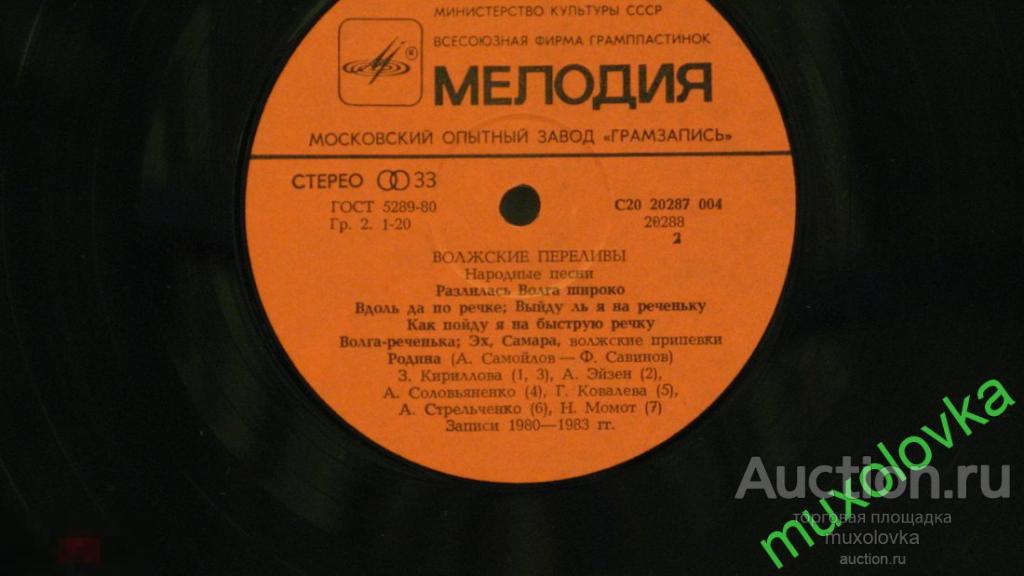 МИНИСТЕРСТВО КУЛЬТУРЫ СССР
ВСЕСОЮЗНАЯ ФИРМА ГРАМПЛАСТИНОК
МЕЛОДИЯ
МОСКОВСКИЙ ОПЫТНЫЙ ЗАВОД «ГРАМЗАПИСЬ»
СТЕРЕО 33
ГОСТ 5289-80
Гр. 2. 1-20
С20 20287 004
20288
2
ВОЛЖСКИЕ ПЕРЕЛИВЫ
Народные песни
Разлилась Волга широко
Вдоль да по речке; Выйду ль я на реченьку
Как пойду я на быструю речку
Волга-реченька; Эх, Самара, волжские припевки
Родина (А. Самойлов — Ф. Савинов)
З. Кириллова (1, 3), А. Эйзен (2),
А. Соловьяненко (4), Г. Ковалева (5),
А. Стрельченко (6), Н. Момот (7)
Записи 1980—1983 гг.
muxolovka
Auction.ru
торговая площадка
muxolovka
auction.ru